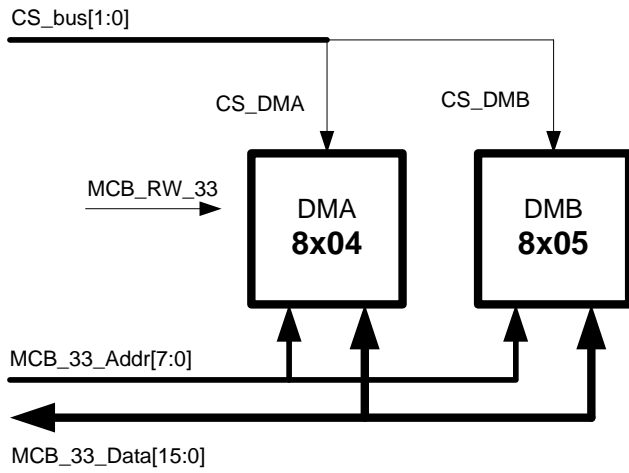 CS_bus[1:0]
CS_DMA
CS_DMB
MCB_RW_33
DMA
8x04
DMB
8x05
MCB_33_Addr[7:0]
MCB_33_Data[15:0]